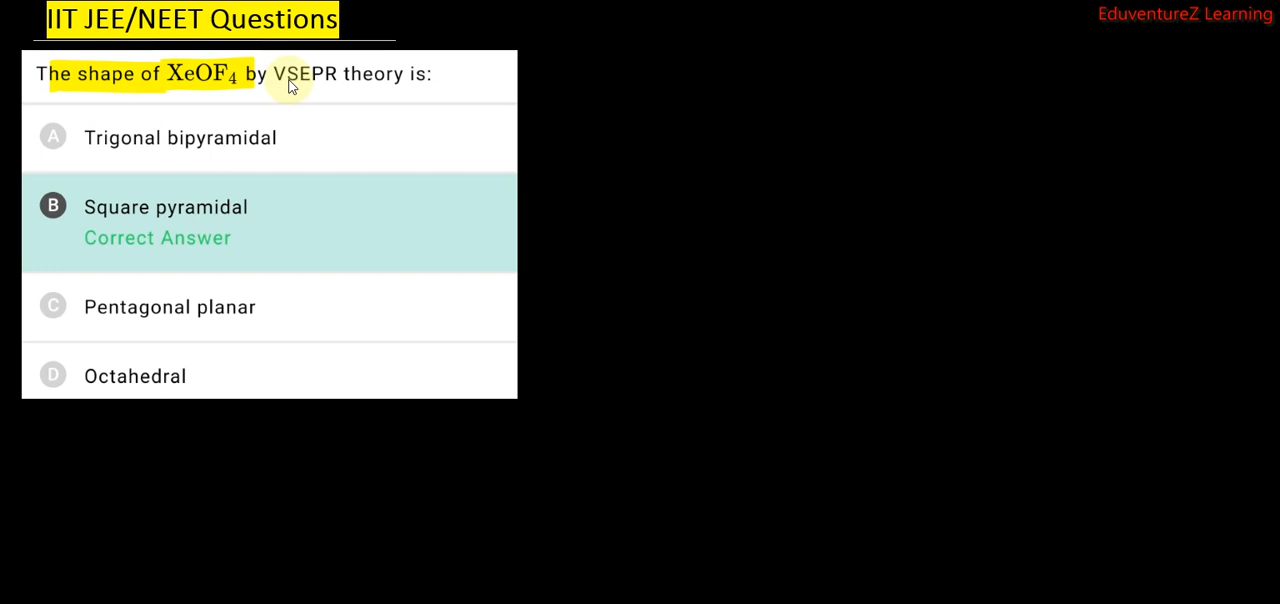 IIT JEE/NEET Questions
EduventureZ Learning
The shape of XeOF₄ by VSEPR theory is:
A Trigonal bipyramidal
B Square pyramidal
Correct Answer
C Pentagonal planar
D Octahedral